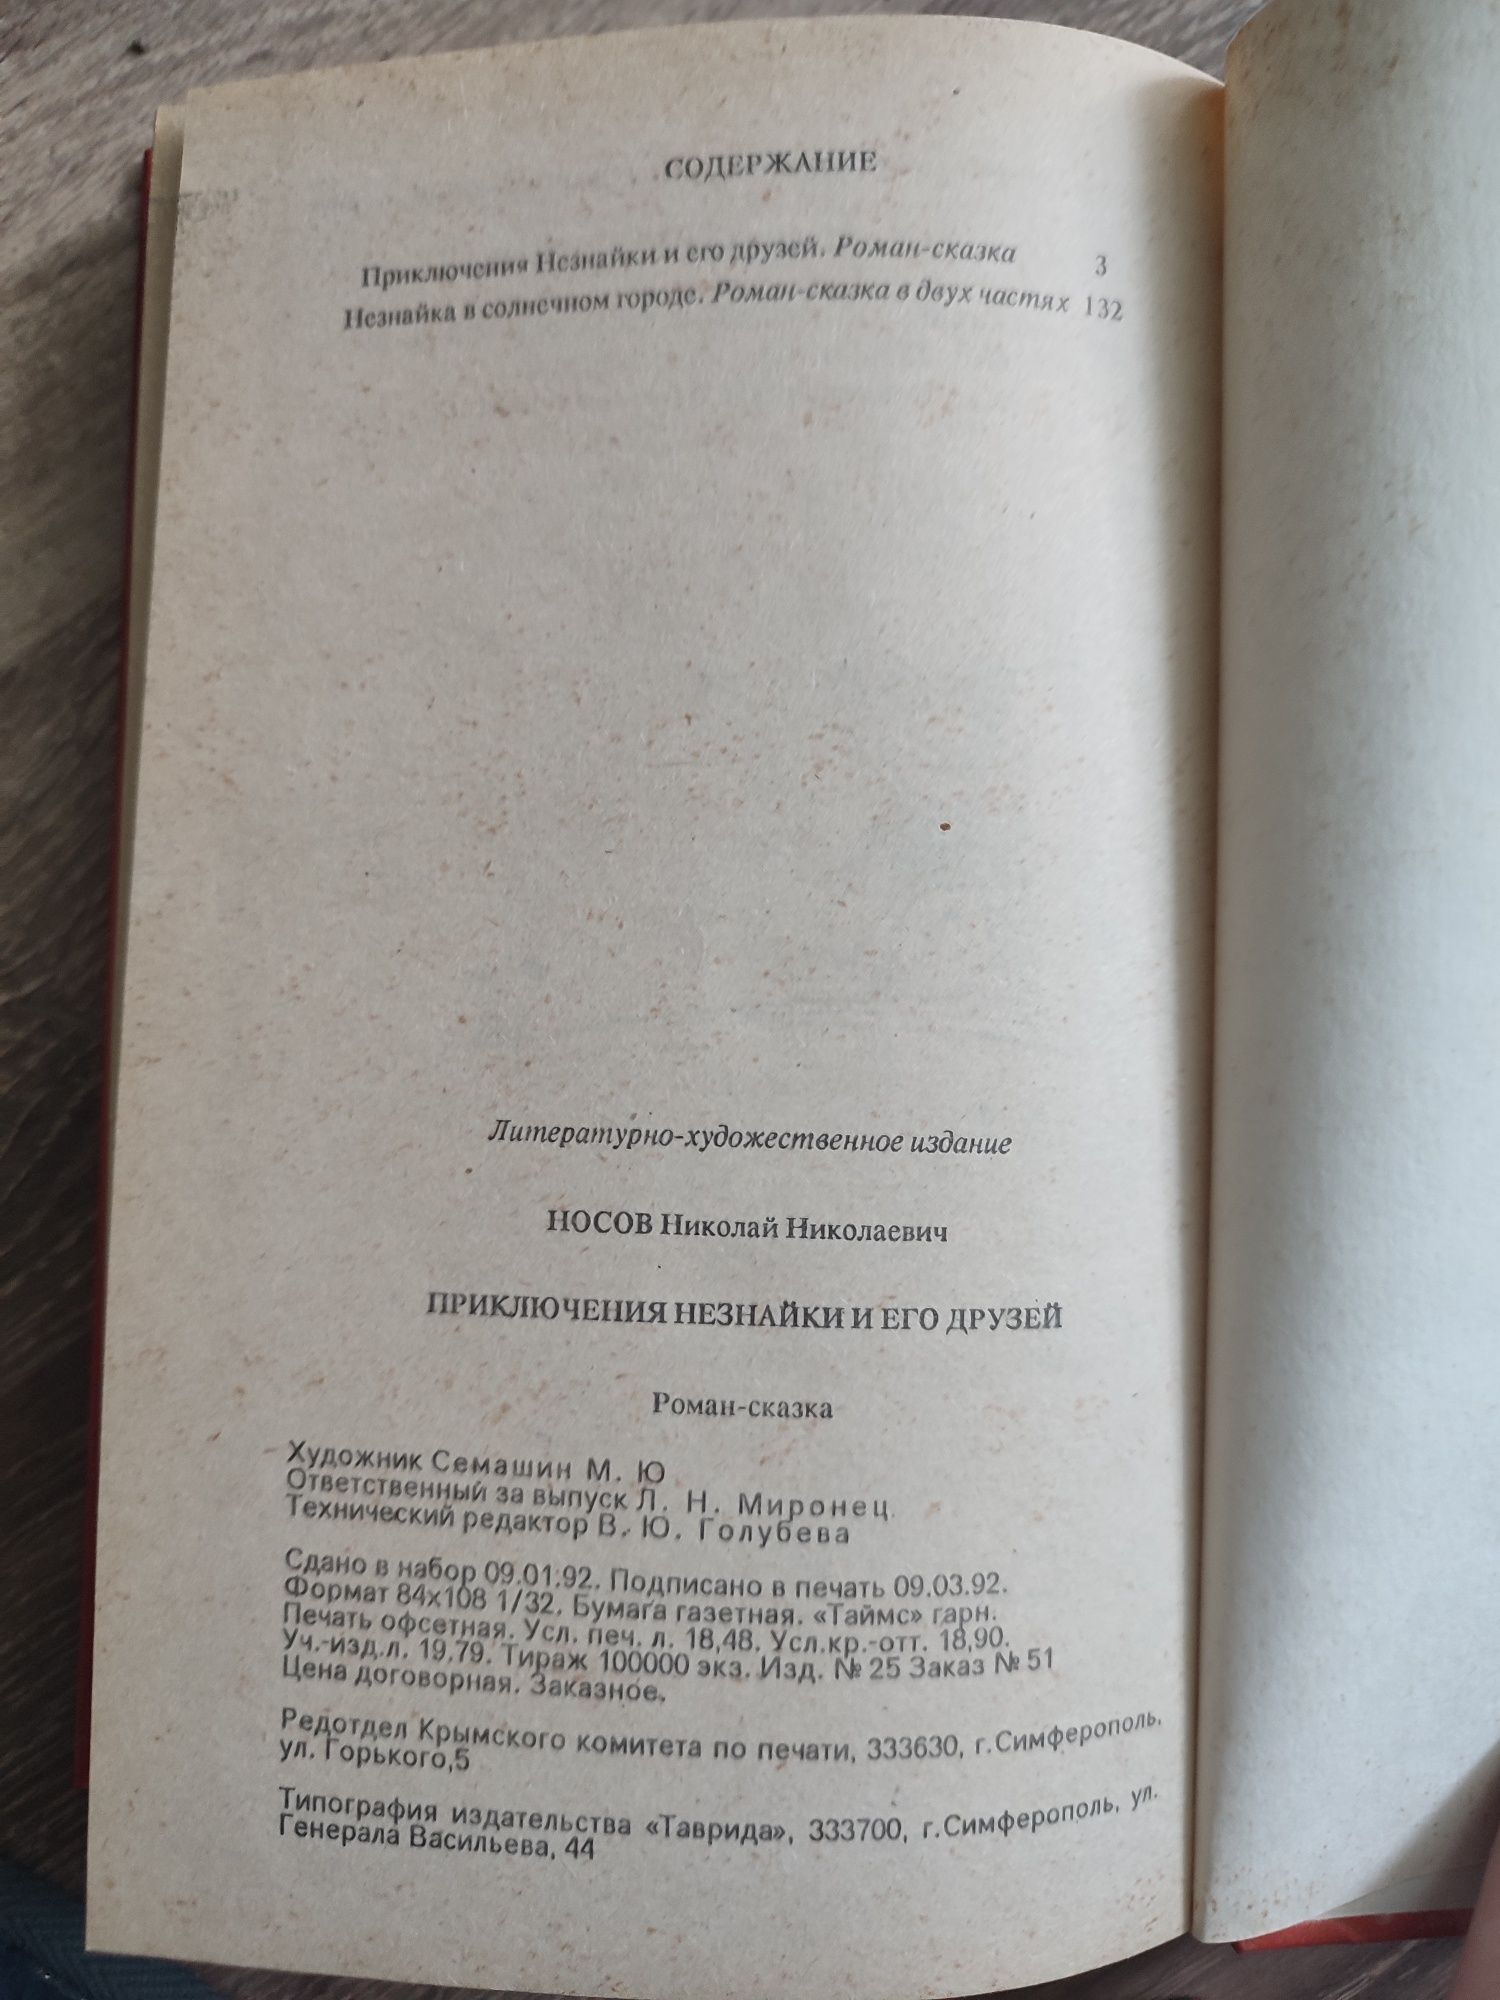 СОДЕРЖАНИЕ
Приключения Незнайки и его друзей. Роман-сказка 3
Незнайка в солнечном городе. Роман-сказка в двух частях 132
Литературно-художественное издание
НОСОВ Николай Николаевич
ПРИКЛЮЧЕНИЯ НЕЗНАЙКИ И ЕГО ДРУЗЕЙ
Роман-сказка
Художник Семашин М. Ю
Ответственный за выпуск Л. Н. Миронец
Технический редактор В. Ю. Голубева
Сдано в набор 09.01.92. Подписано в печать 09.03.92.
Формат 84х108 1/32. Бумага газетная. «Таймс» гарн.
Печать офсетная. Усл. печ. л. 18,48. Усл.кр.-отт. 18,90.
Уч.-изд.л. 19,79. Тираж 100000 экз. Изд. № 25 Заказ № 51
Цена договорная. Заказное.
Редотдел Крымского комитета по печати, 333630, г.Симферополь,
ул. Горького,5
Типография издательства «Таврида», 333700, г.Симферополь, ул.
Генерала Васильева, 44